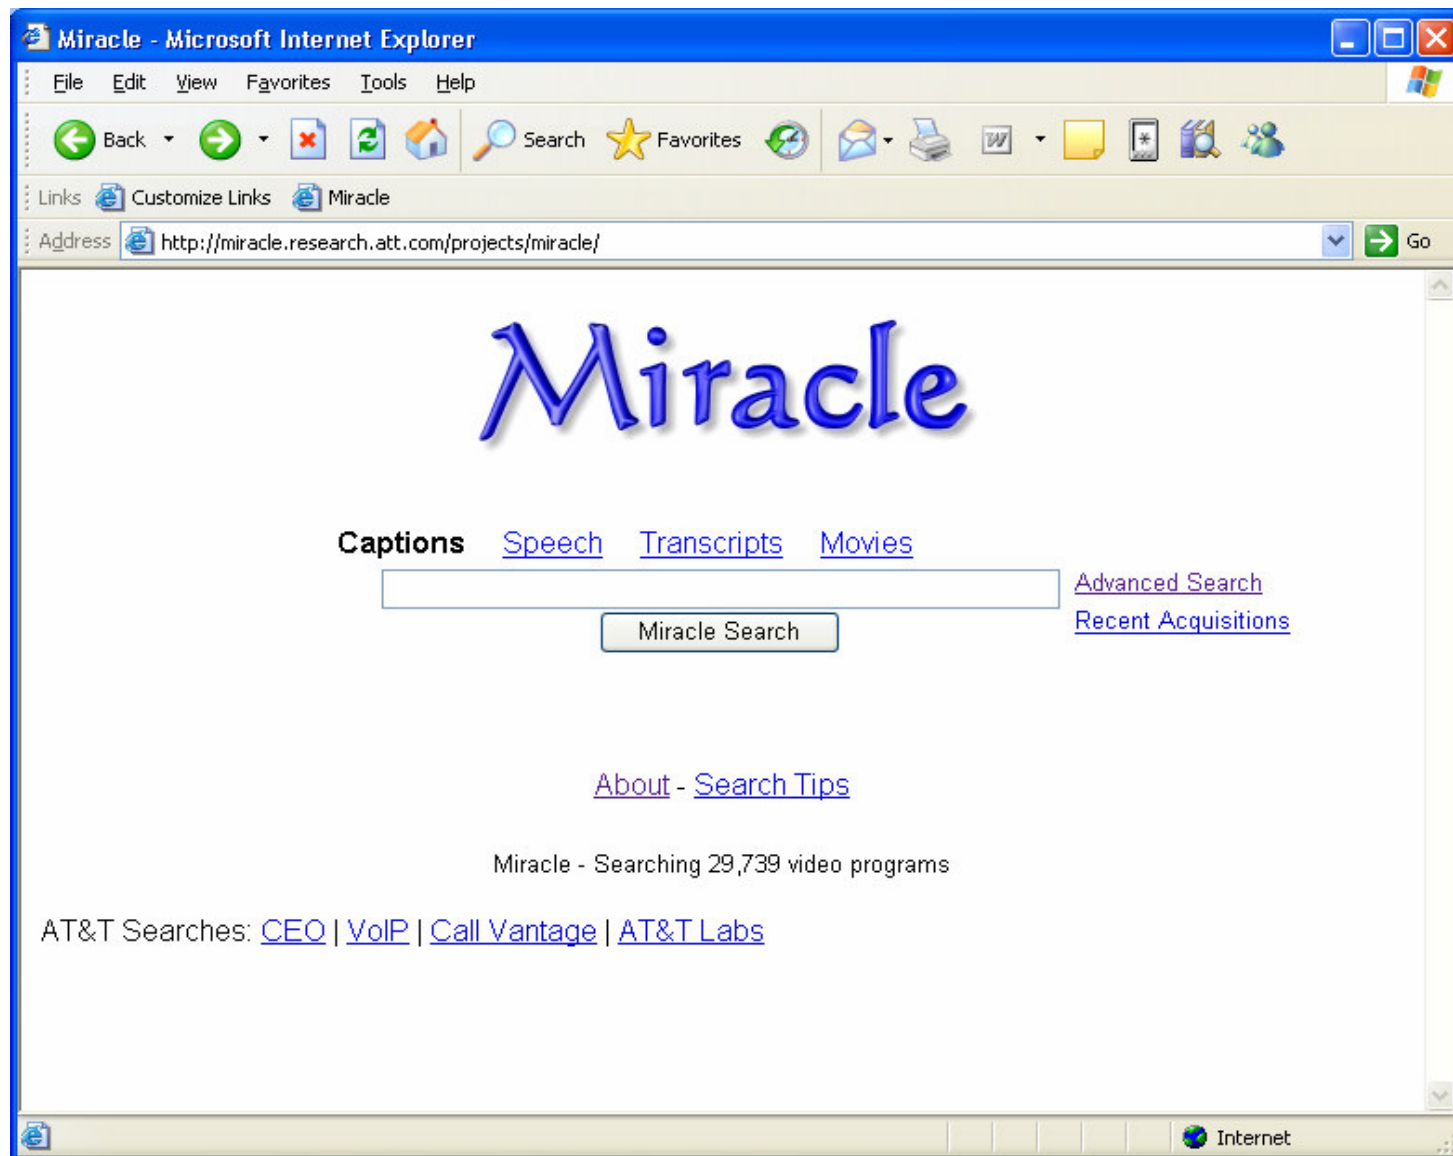 Miracle - Microsoft Internet Explorer
File Edit View Favorites Tools Help
Back Search Favorites W
Links Customize Links Miracle
Address http://miracle.research.att.com/projects/miracle/ Go
Miracle
Captions Speech Transcripts Movies
Advanced Search
Miracle Search Recent Acquisitions
About - Search Tips
Miracle - Searching 29,739 video programs
AT&T Searches: CEO | VoIP | Call Vantage | AT&T Labs
Internet